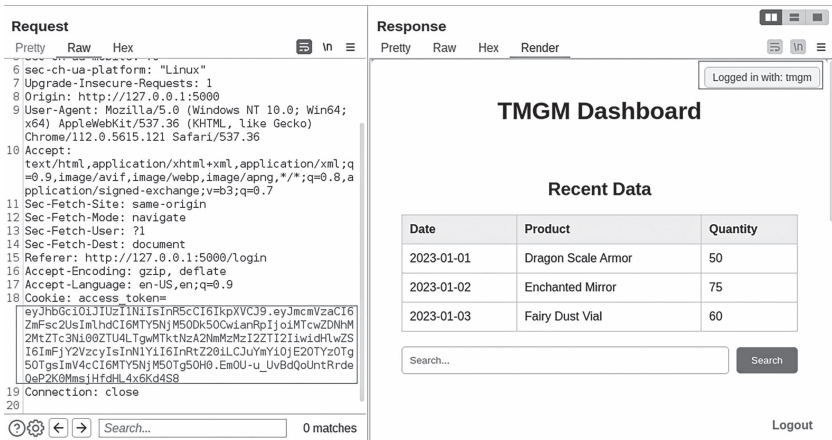 Request
Pretty Raw Hex
\n
6 sec-ch-ua-platform: "Linux"
7 Upgrade-Insecure-Requests: 1
8 Origin: http://127.0.0.1:5000
9 User-Agent: Mozilla/5.0 (Windows NT 10.0; Win64;
x64) AppleWebKit/537.36 (KHTML, like Gecko)
Chrome/112.0.5615.121 Safari/537.36
10 Accept:
text/html,application/xhtml+xml,application/xml;q
=0.9,image/avif,image/webp,image/apng,*/*;q=0.8,a
pplication/signed-exchange;v=b3;q=0.7
11 Sec-Fetch-Site: same-origin
12 Sec-Fetch-Mode: navigate
13 Sec-Fetch-User: ?1
14 Sec-Fetch-Dest: document
15 Referer: http://127.0.0.1:5000/login
16 Accept-Encoding: gzip, deflate
17 Accept-Language: en-US,en;q=0.9
18 Cookie: access_token=
eyJhbGciOiJIUzI1NiIsInR5cCI6IkpXVCJ9.eyJmcmVzaCI6
ZmFsc2UsImlhdCI6MTY5NjM5ODk5OCwianRpIjoiMTcwZDNhM
2MtZTc3Ni00ZTU4LTgwMTktNzA2NmMzMzI2ZTI2IiwidHlwZS
I6ImFjY2VzcyIsInN1YiI6InRtZ20iLCJuYmYiOjE2OTYzOTg
5OTgsImV4cCI6MTY5NjM5OTg5OH0.EmOU-u_UvBdQoUntRrde
QeP2K0MmsjHfdHL4x6Kd4S8
19 Connection: close
20
Search...
0 matches
Response
Pretty Raw Hex Render
\n
Logged in with: tmgm
TMGM Dashboard
Recent Data
Date Product Quantity
2023-01-01 Dragon Scale Armor 50
2023-01-02 Enchanted Mirror 75
2023-01-03 Fairy Dust Vial 60
Search... Search
Logout